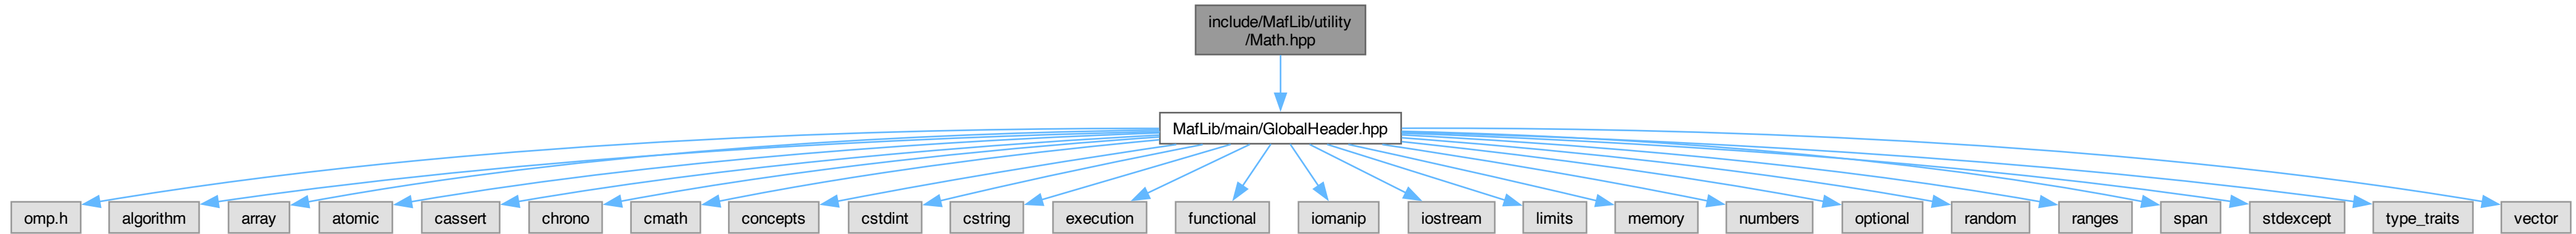 include/MafLib/utility
/Math.hpp
MafLib/main/GlobalHeader.hpp
omp.h
algorithm
array
atomic
cassert
chrono
cmath
concepts
cstdint
cstring
execution
functional
iomanip
iostream
limits
memory
numbers
optional
random
ranges
span
stdexcept
type_traits
vector